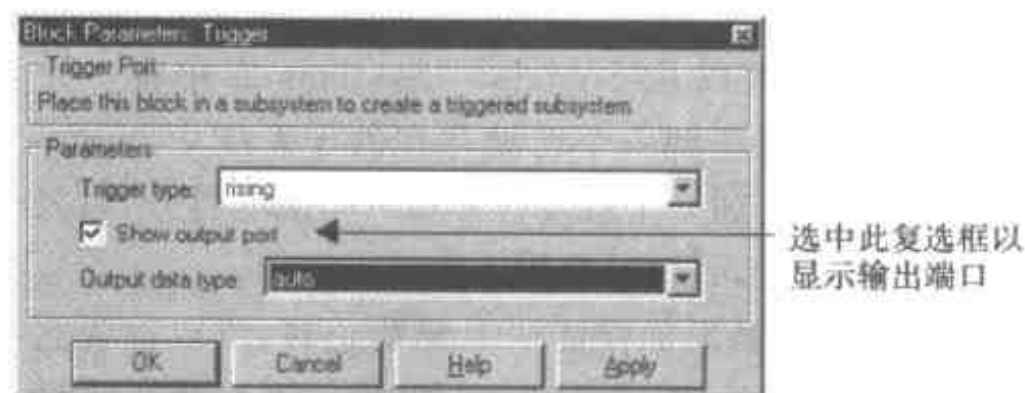 Block Parameters: Trigger
Trigger Port
Place this block in a subsystem to create a triggered subsystem.
Parameters
Trigger type: rising
Show output port
选中此复选框以
显示输出端口
Output data type: auto
OK Cancel Help Apply